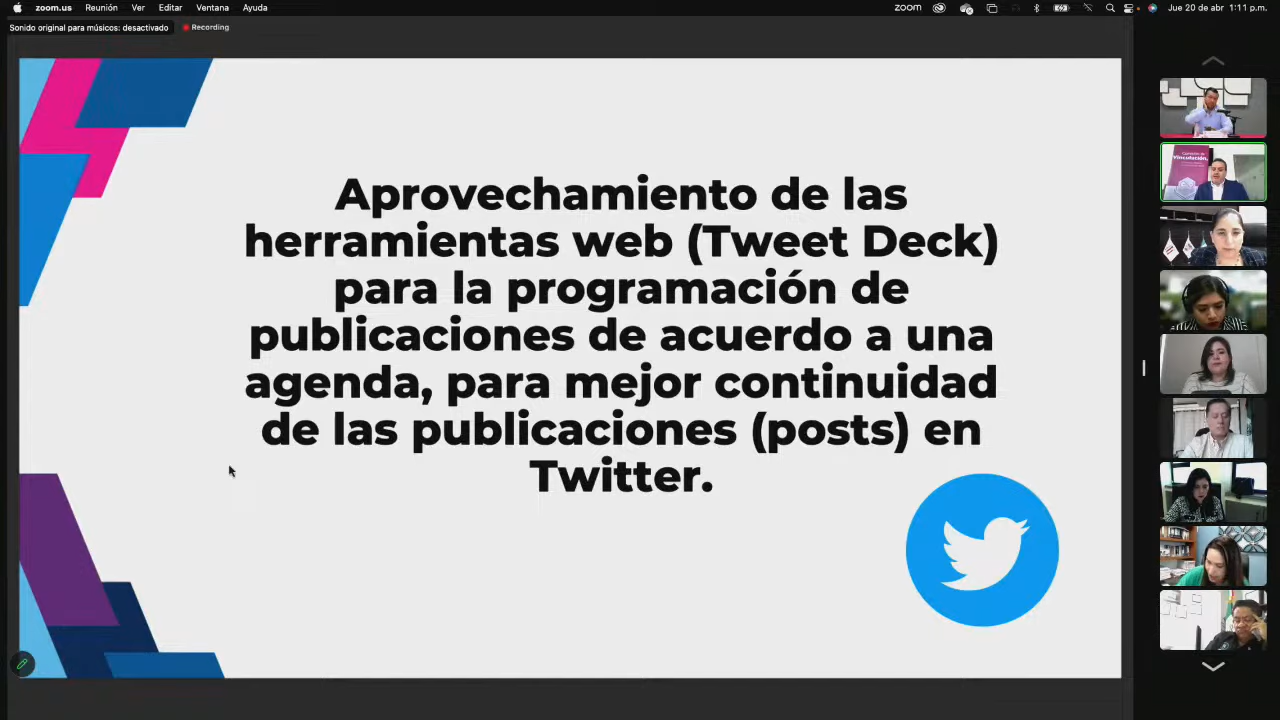 zoom.us Reunión Ver Editar Ventana Ayuda zoom Jue 20 de abr 1:11 p.m.
Sonido original para músicos: desactivado Recording
Aprovechamiento de las
herramientas web (Tweet Deck)
para la programación de
publicaciones de acuerdo a una
agenda, para mejor continuidad
de las publicaciones (posts) en
Twitter.
Vinculación,